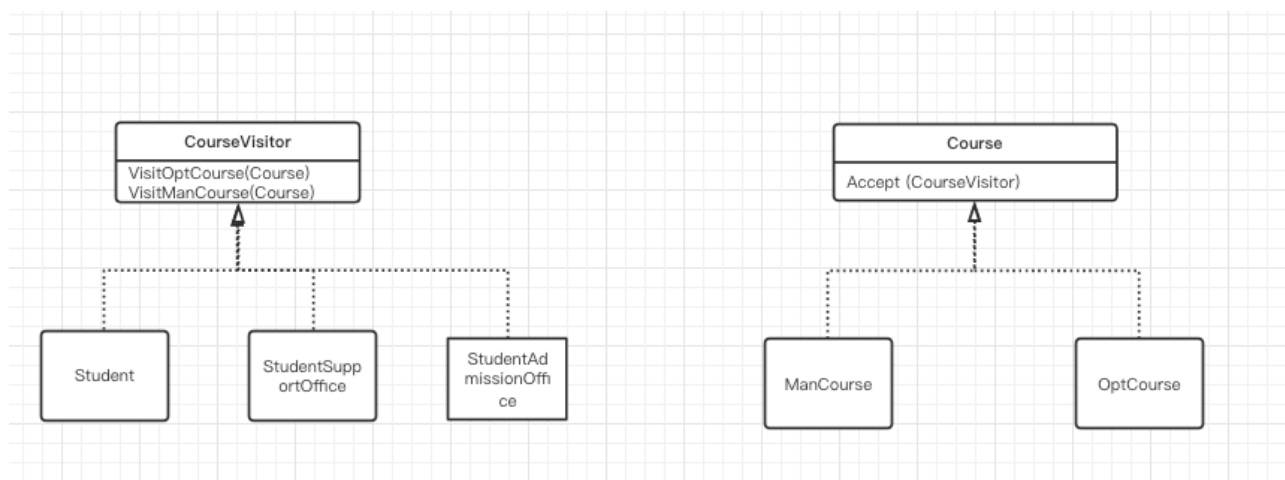 CourseVisitor
VisitOptCourse(Course)
VisitManCourse(Course)
Course
Accept (CourseVisitor)
Student
StudentSupp
ortOffice
StudentAd
missionOffi
ce
ManCourse
OptCourse